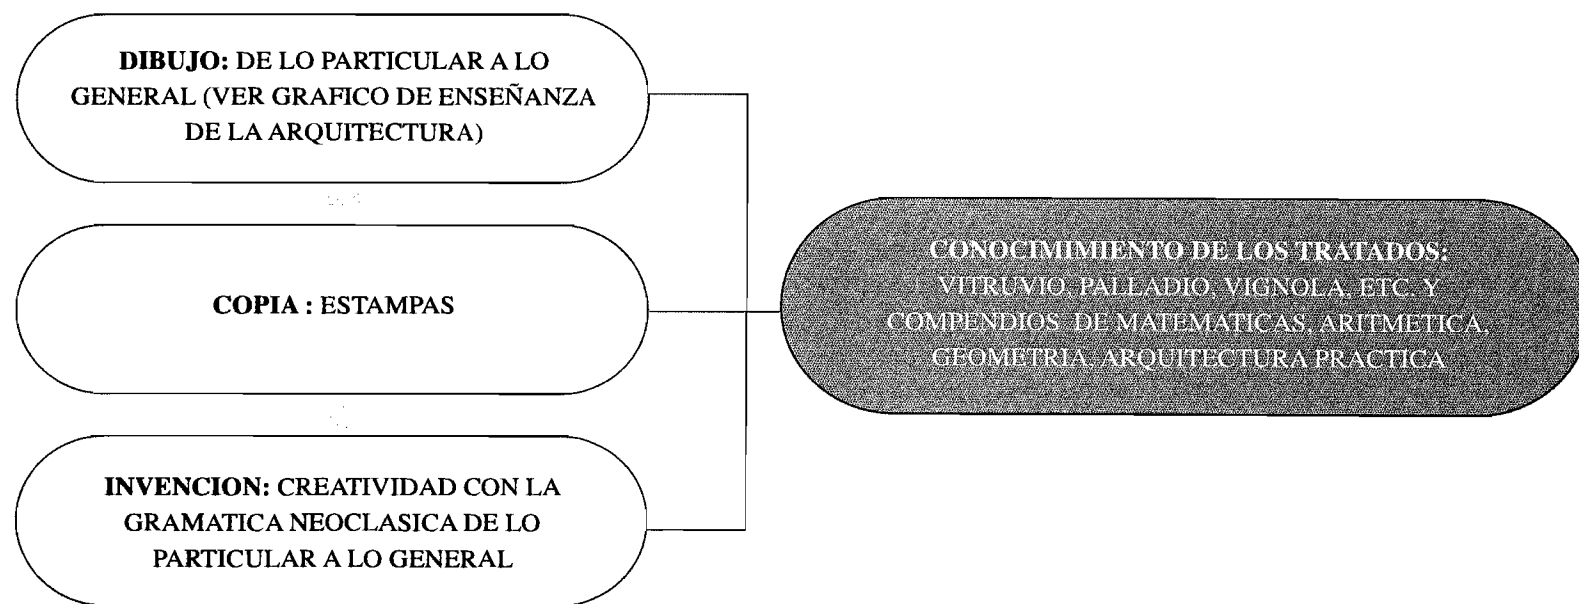 DIBUJO: DE LO PARTICULAR A LO
GENERAL (VER GRAFICO DE ENSEÑANZA
DE LA ARQUITECTURA)
COPIA : ESTAMPAS
INVENCION: CREATIVIDAD CON LA
GRAMATICA NEOCLASICA DE LO
PARTICULAR A LO GENERAL
CONOCIMIMIENTO DE LOS TRATADOS:
VITRUVIO, PALLADIO, VIGNOLA, ETC. Y
COMPENDIOS DE MATEMATICAS, ARITMETICA,
GEOMETRIA, ARQUITECTURA PRACTICA